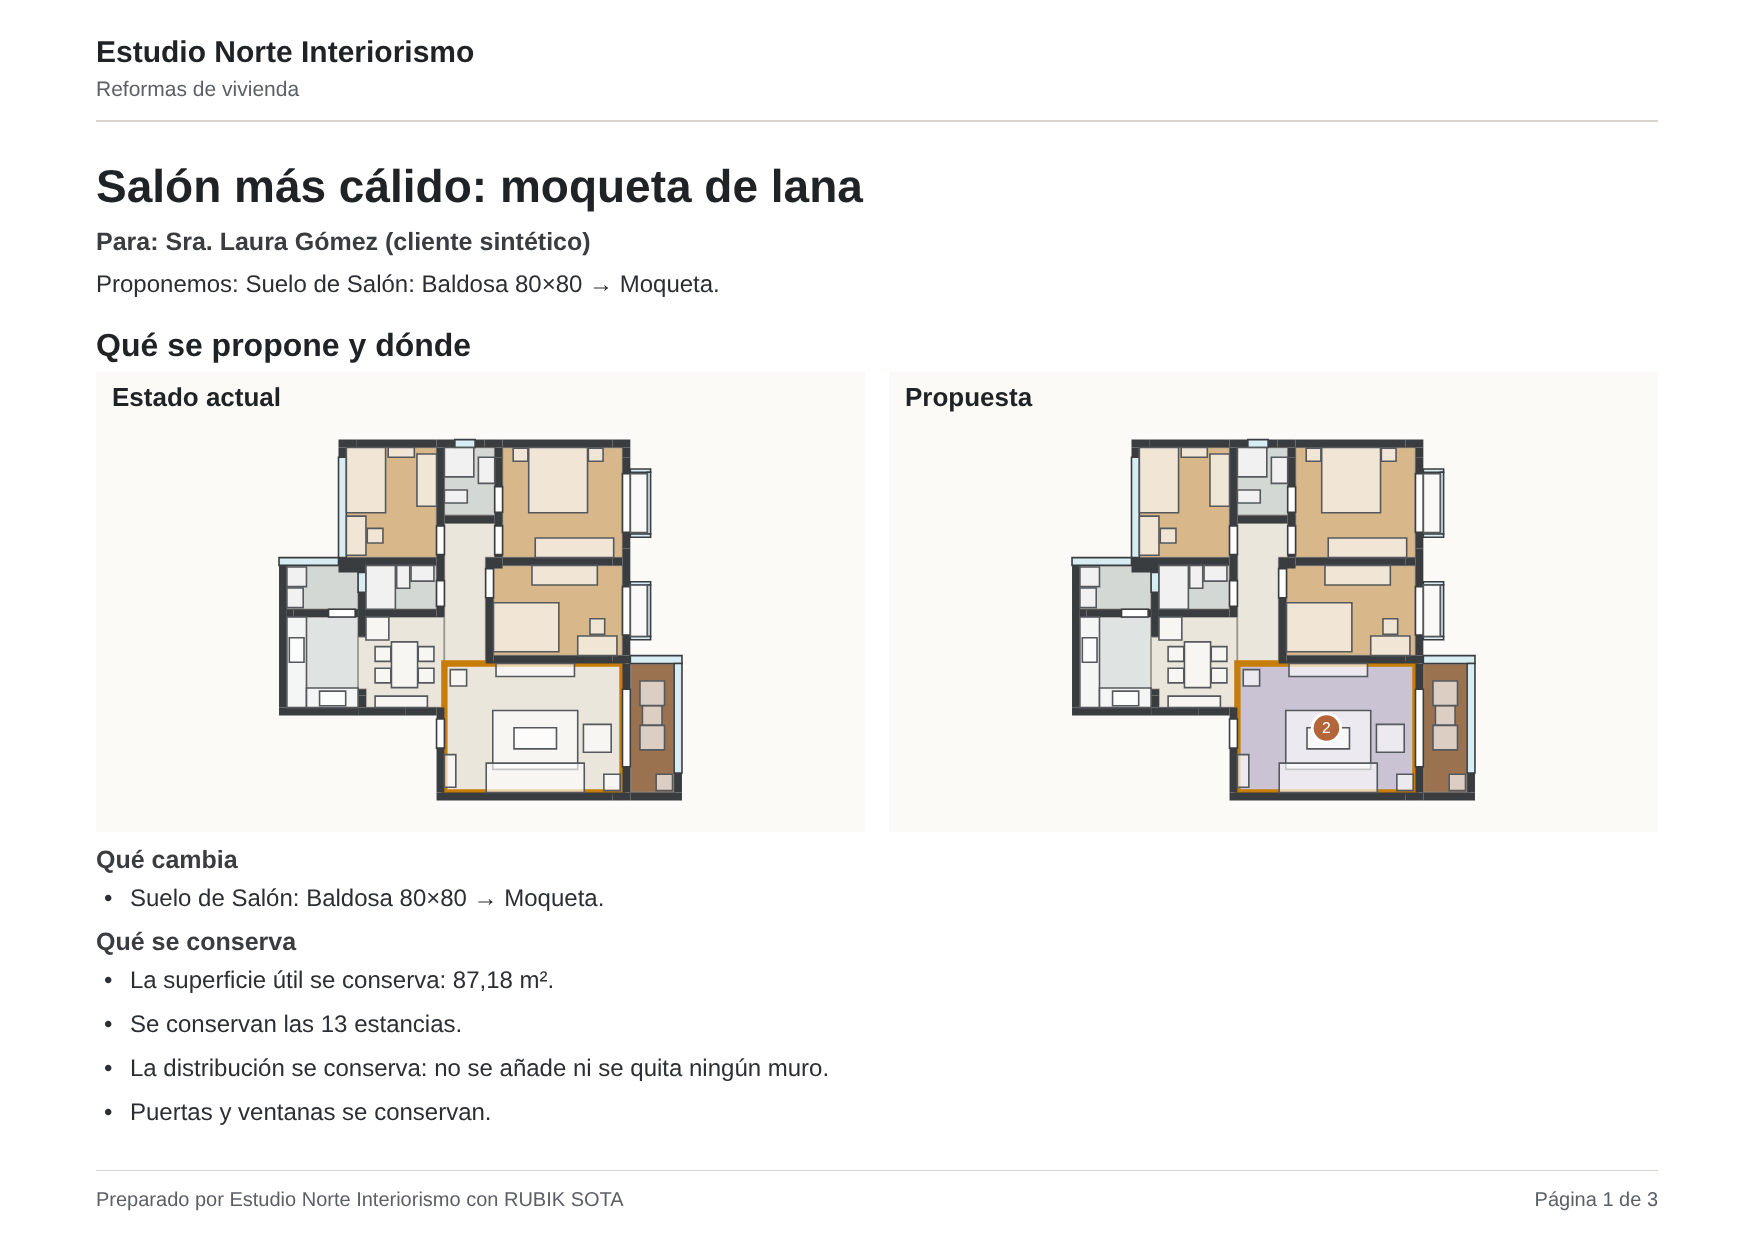 Estudio Norte Interiorismo
Reformas de vivienda
Salón más cálido: moqueta de lana
Para: Sra. Laura Gómez (cliente sintético)
Proponemos: Suelo de Salón: Baldosa 80×80 → Moqueta.
Qué se propone y dónde
Estado actual
Propuesta
2
Qué cambia
• Suelo de Salón: Baldosa 80×80 → Moqueta.
Qué se conserva
• La superficie útil se conserva: 87,18 m².
• Se conservan las 13 estancias.
• La distribución se conserva: no se añade ni se quita ningún muro.
• Puertas y ventanas se conservan.
Preparado por Estudio Norte Interiorismo con RUBIK SOTA
Página 1 de 3